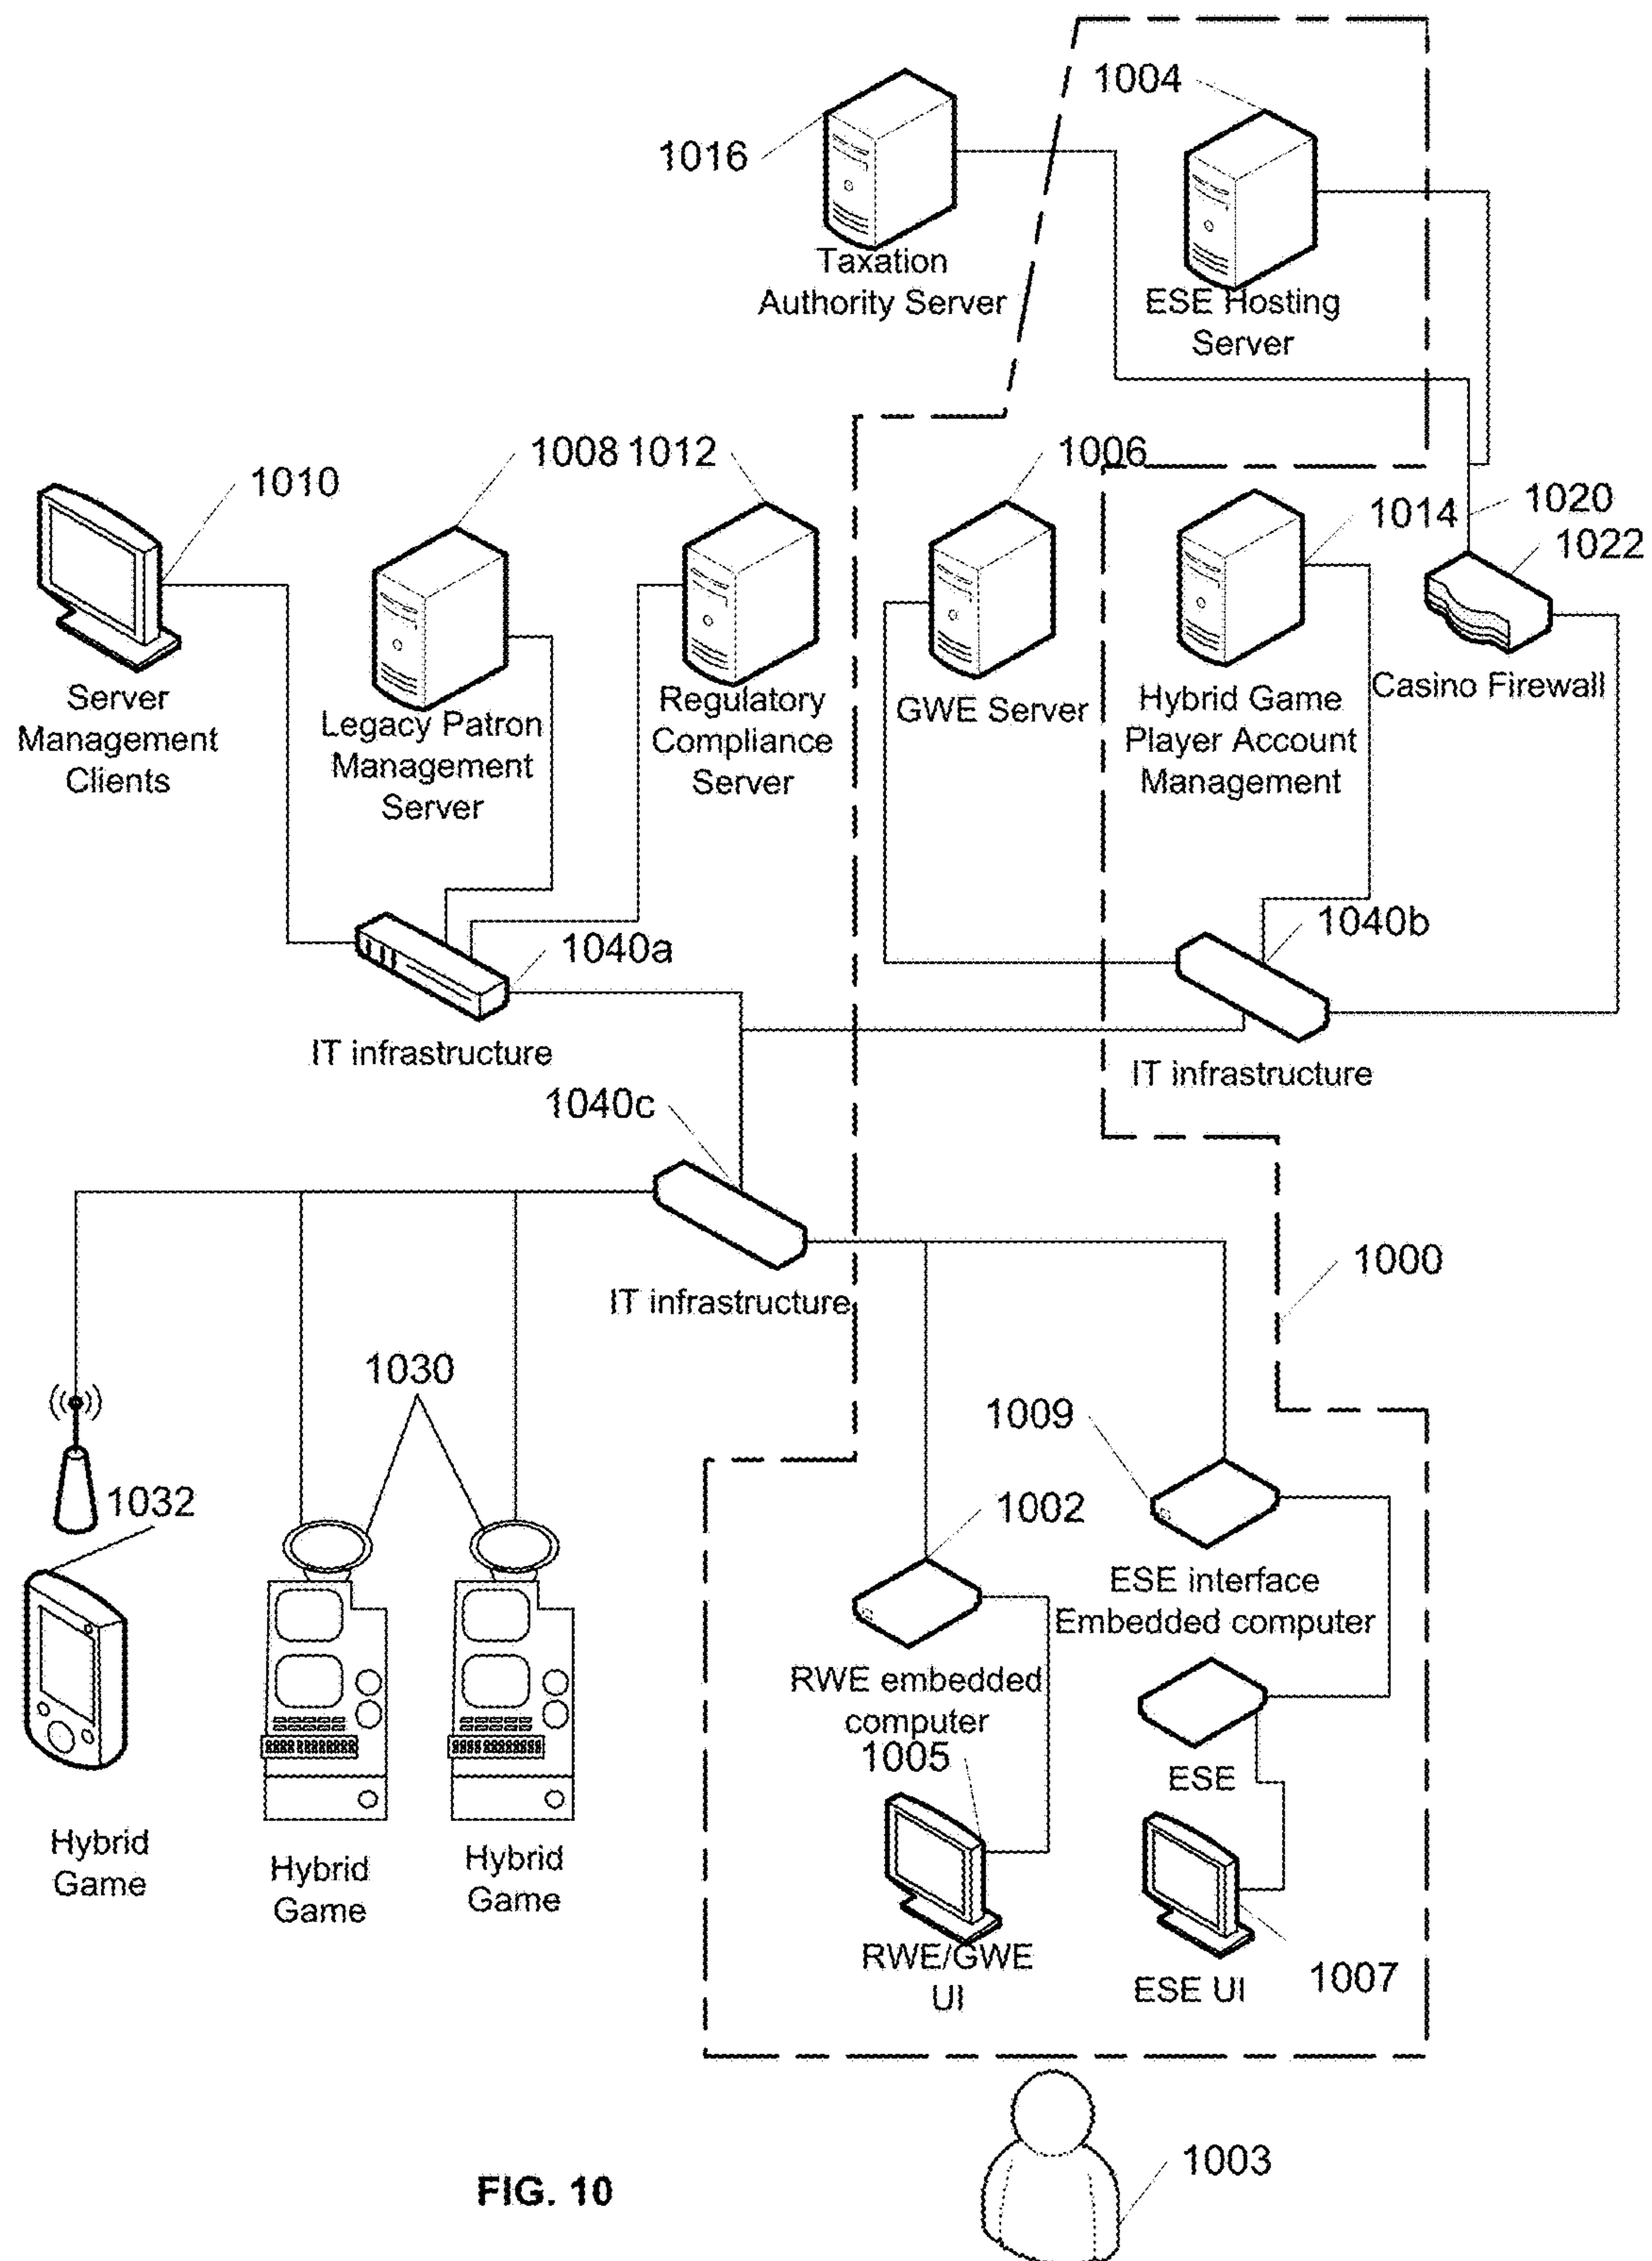 1004
1016
Taxation
Authority Server
ESE Hosting
Server
1008
1012
1006
1010
1014
1020
1022
Server
Management
Clients
Legacy Patron
Management
Server
Regulatory
Compliance
Server
GWE Server
Hybrid Game
Player Account
Management
Casino Firewall
1040a
1040b
IT infrastructure
IT infrastructure
1040c
1000
IT infrastructure
1030
1009
1032
1002
ESE interface
Embedded computer
RWE embedded
computer
1005
ESE
Hybrid
Game
Hybrid
Game
Hybrid
Game
RWE/GWE
UI
ESE UI
1007
1003
FIG. 10